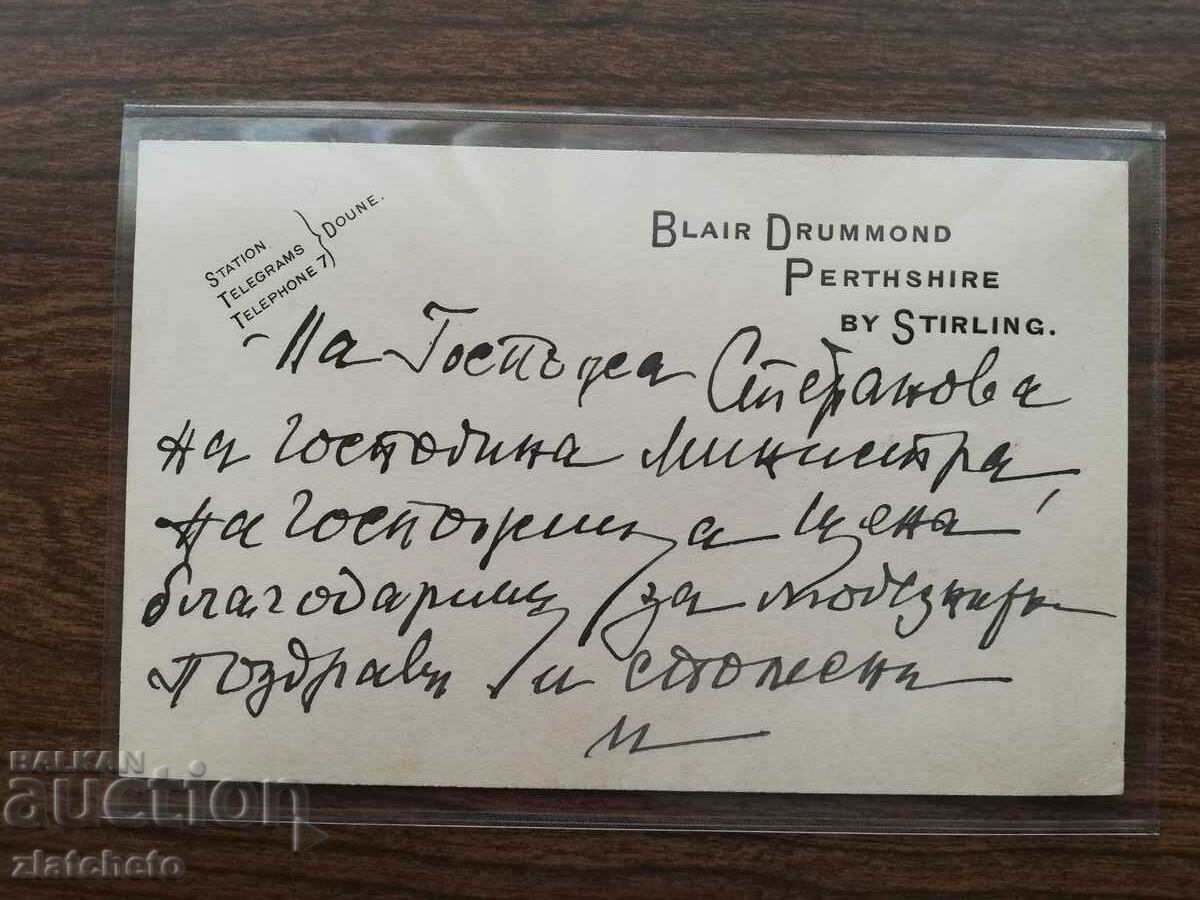 STATION
TELEGRAMS } DOUNE.
TELEPHONE 7
BLAIR DRUMMOND
PERTHSHIRE
BY STIRLING.
На Госпожа Стефанова
на Господина Министра
на Госпожица Цена
благодарим за
поздрави и
и
BALKAN
auction
zlatcheto